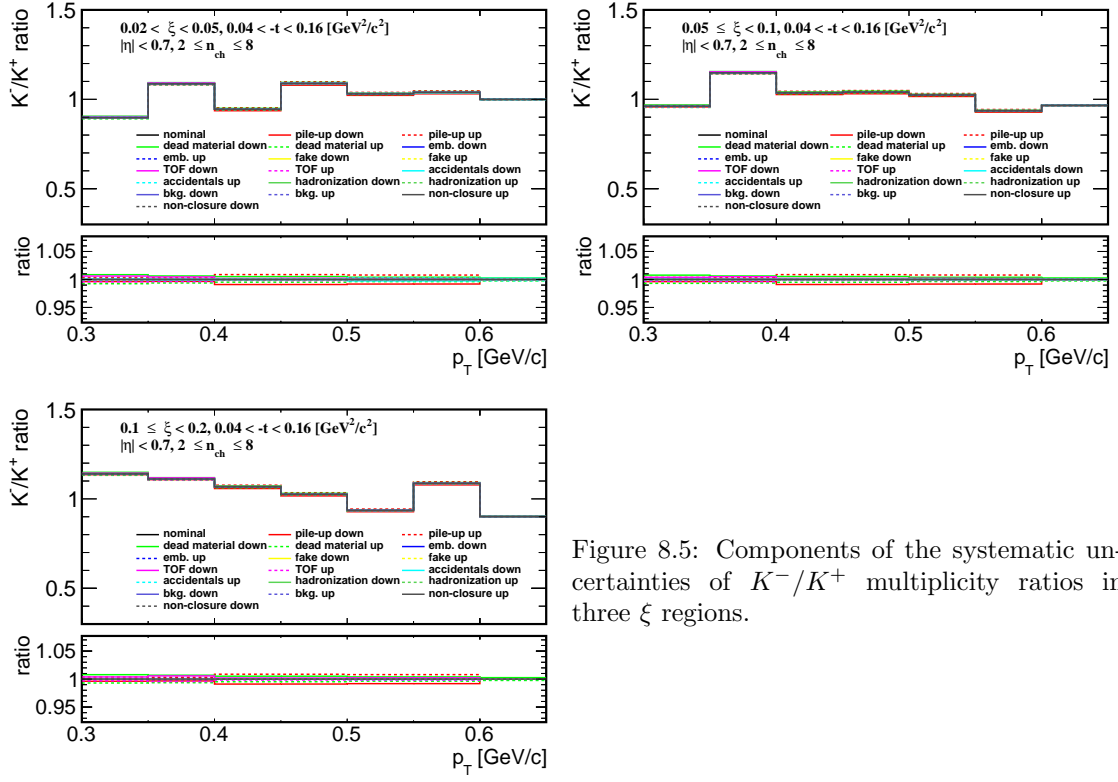 K⁻/K⁺ ratio
1.5
1
0.5
0.02 < ξ < 0.05, 0.04 < -t < 0.16 [GeV²/c²]
|η| < 0.7, 2 ≤ n_ch ≤ 8
nominal pile-up down pile-up up
dead material down dead material up emb. down
emb. up fake down fake up
TOF down TOF up accidentals down
accidentals up hadronization down hadronization up
bkg. down bkg. up non-closure up
non-closure down
ratio
1.05
1
0.95
0.3 0.4 0.5 0.6
p_T [GeV/c]
K⁻/K⁺ ratio
1.5
1
0.5
0.05 ≤ ξ < 0.1, 0.04 < -t < 0.16 [GeV²/c²]
|η| < 0.7, 2 ≤ n_ch ≤ 8
nominal pile-up down pile-up up
dead material down dead material up emb. down
emb. up fake down fake up
TOF down TOF up accidentals down
accidentals up hadronization down hadronization up
bkg. down bkg. up non-closure up
non-closure down
ratio
1.05
1
0.95
0.3 0.4 0.5 0.6
p_T [GeV/c]
K⁻/K⁺ ratio
1.5
1
0.5
0.1 ≤ ξ < 0.2, 0.04 < -t < 0.16 [GeV²/c²]
|η| < 0.7, 2 ≤ n_ch ≤ 8
nominal pile-up down pile-up up
dead material down dead material up emb. down
emb. up fake down fake up
TOF down TOF up accidentals down
accidentals up hadronization down hadronization up
bkg. down bkg. up non-closure up
non-closure down
ratio
1.05
1
0.95
0.3 0.4 0.5 0.6
p_T [GeV/c]
Figure 8.5: Components of the systematic un-
certainties of K⁻/K⁺ multiplicity ratios in
three ξ regions.